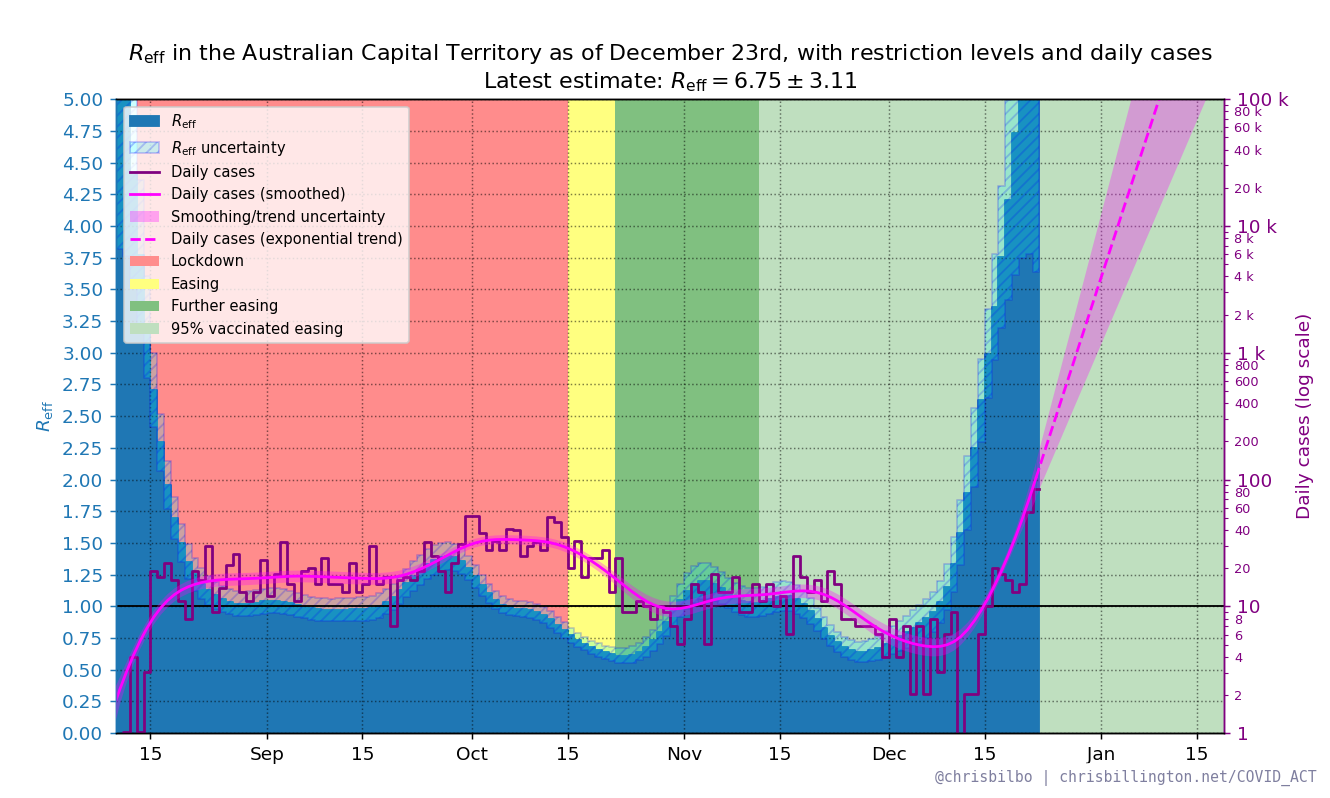 R_eff in the Australian Capital Territory as of December 23rd, with restriction levels and daily cases
Latest estimate: R_eff = 6.75 ± 3.11
R_eff
R_eff uncertainty
Daily cases
Daily cases (smoothed)
Smoothing/trend uncertainty
Daily cases (exponential trend)
Lockdown
Easing
Further easing
95% vaccinated easing
R_eff
5.00
4.75
4.50
4.25
4.00
3.75
3.50
3.25
3.00
2.75
2.50
2.25
2.00
1.75
1.50
1.25
1.00
0.75
0.50
0.25
0.00
15 Sep 15 Oct 15 Nov 15 Dec 15 Jan 15
100 k
80 k
60 k
40 k
20 k
10 k
8 k
6 k
4 k
2 k
1 k
800
600
400
200
100
80
60
40
20
10
8
6
4
2
1
Daily cases (log scale)
@chrisbilbo | chrisbillington.net/COVID_ACT